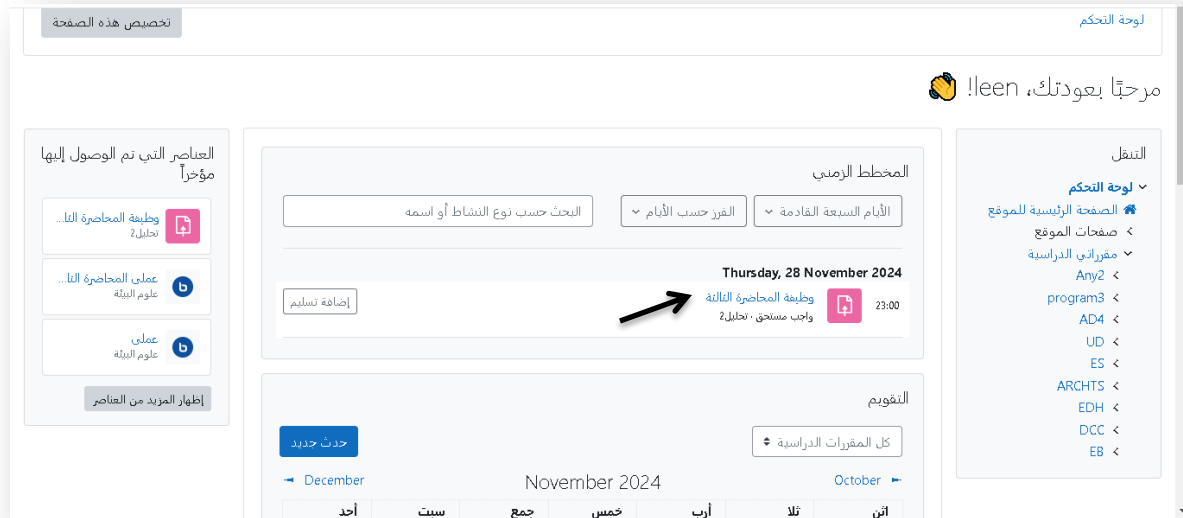 لوحة التحكم
تخصيص هذه الصفحة
مرحبًا بعودتك، leen! 👋
التنقل
لوحة التحكم
الصفحة الرئيسية للموقع
صفحات الموقع
مقرراتي الدراسية
Any2
program3
AD4
UD
ES
ARCHTS
EDH
DCC
EB
المخطط الزمني
الأيام السبعة القادمة
الفرز حسب الأيام
البحث حسب نوع النشاط أو اسمه
Thursday, 28 November 2024
23:00
وظيفة المحاضرة الثالثة
واجب مستحق · تحليل2
إضافة تسليم
التقويم
كل المقررات الدراسية
حدث جديد
October ► November 2024 ◄ December
اثن ثلا أرب خمس جمع سبت أحد
العناصر التي تم الوصول إليها
مؤخراً
وظيفة المحاضرة الثا...
تحليل2
عملي المحاضرة الثا...
علوم البيئة
عملي
علوم البيئة
إظهار المزيد من العناصر